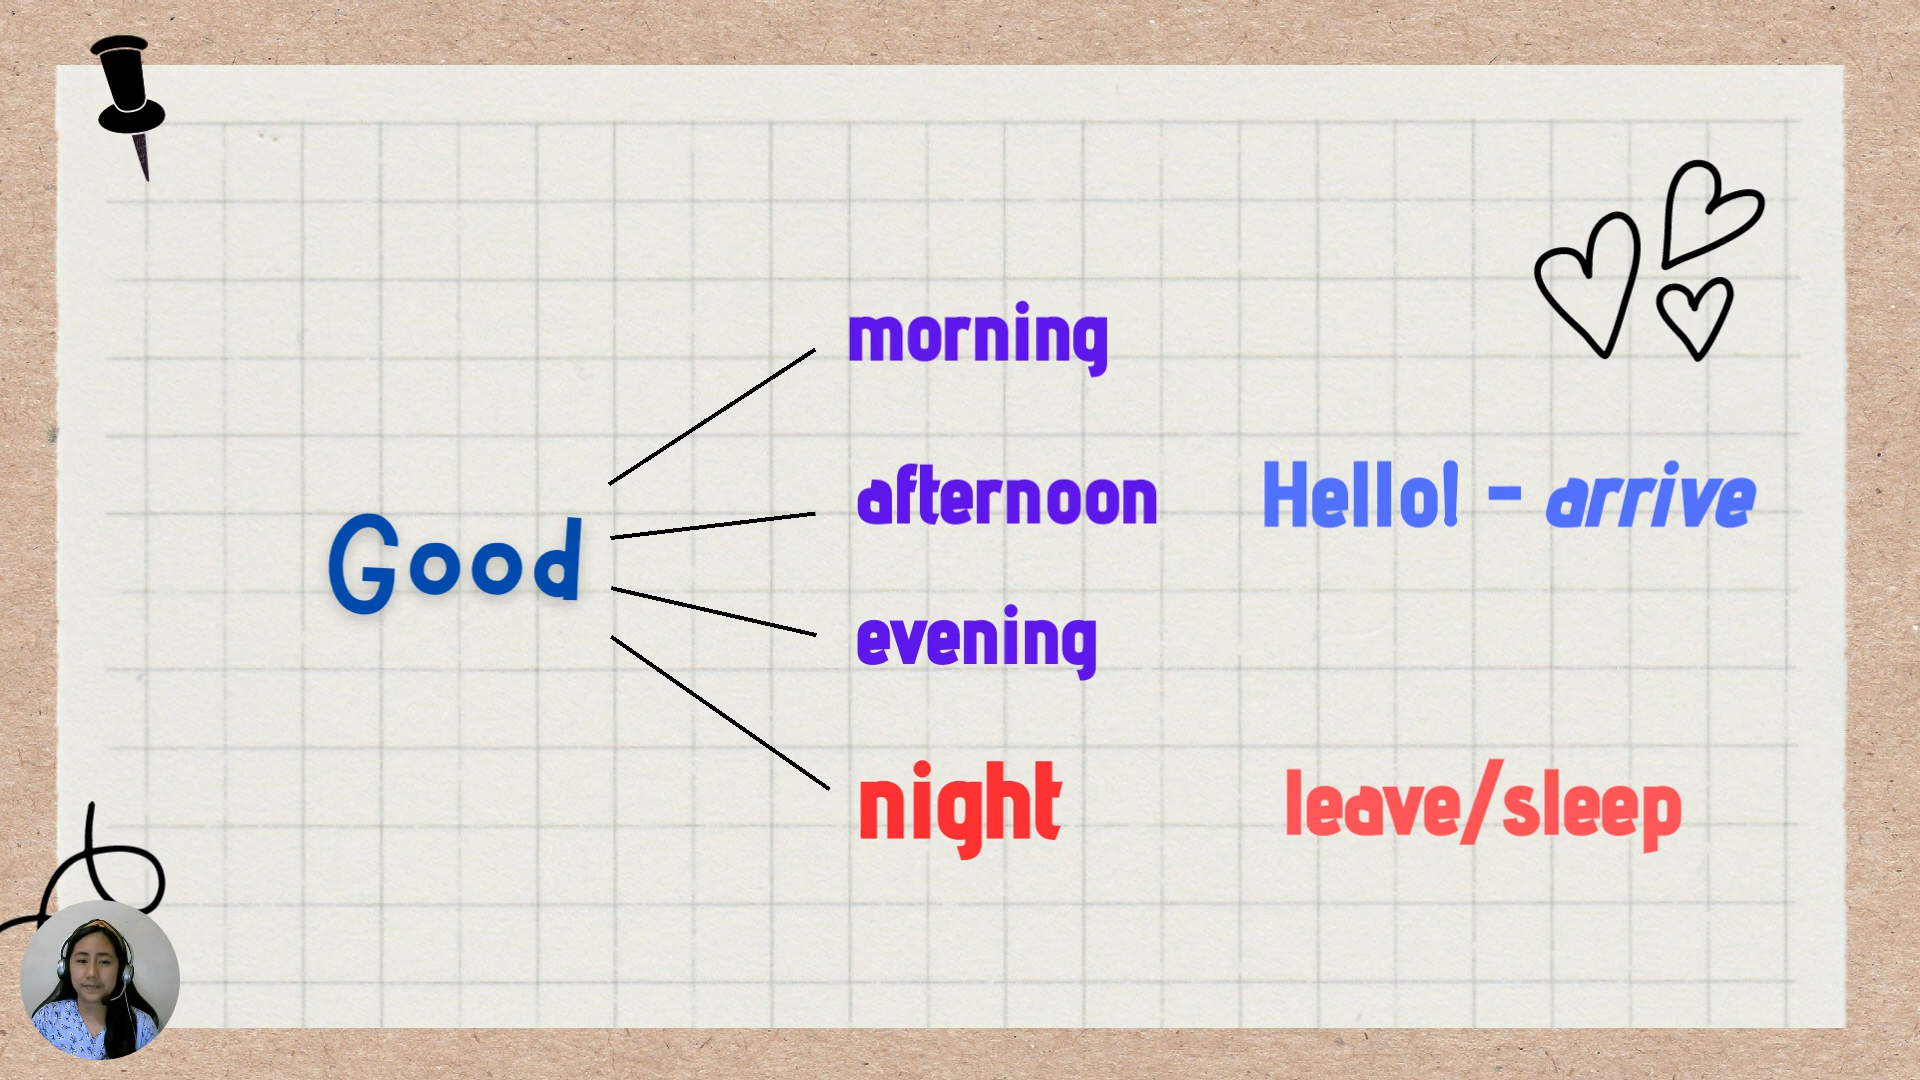 morning
afternoon
Hello! - arrive
Good
evening
night
leave/sleep